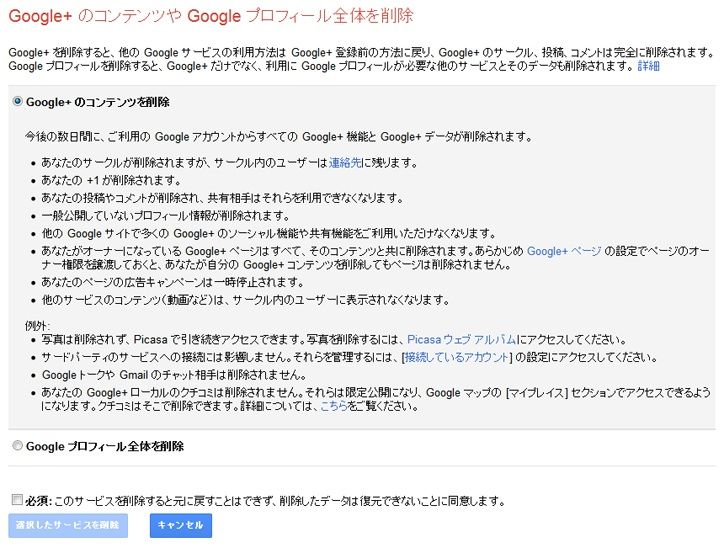 Google+ のコンテンツや Google プロフィール全体を削除
Google+ を削除すると、他の Google サービスの利用方法は Google+ 登録前の方法に戻り、Google+ のサークル、投稿、コメントは完全に削除されます。
Google プロフィールを削除すると、Google+ だけでなく、利用に Google プロフィールが必要な他のサービスとそのデータも削除されます。 詳細
Google+ のコンテンツを削除
今後の数日間に、ご利用の Google アカウントからすべての Google+ 機能と Google+ データが削除されます。
• あなたのサークルが削除されますが、サークル内のユーザーは連絡先に残ります。
• あなたの +1 が削除されます。
• あなたの投稿やコメントが削除され、共有相手はそれらを利用できなくなります。
• 一般公開していないプロフィール情報が削除されます。
• 他の Google サイトで多くの Google+ のソーシャル機能や共有機能をご利用いただけなくなります。
• あなたがオーナーになっている Google+ ページはすべて、そのコンテンツと共に削除されます。あらかじめ Google+ ページ の設定でページのオー
ナー権限を譲渡しておくと、あなたが自分の Google+ コンテンツを削除してもページは削除されません。
• あなたのページの広告キャンペーンは一時停止されます。
• 他のサービスのコンテンツ（動画など）は、サークル内のユーザーに表示されなくなります。
例外:
• 写真は削除されず、Picasa で引き続きアクセスできます。写真を削除するには、Picasa ウェブ アルバムにアクセスしてください。
• サードパーティのサービスへの接続には影響しません。それらを管理するには、[接続しているアカウント] の設定にアクセスしてください。
• Google トークや Gmail のチャット相手は削除されません。
• あなたの Google+ ローカルのクチコミは削除されません。それらは限定公開になり、Google マップの [マイプレイス] セクションでアクセスできるよう
になります。クチコミはそこで削除できます。詳細については、こちらをご覧ください。
Google プロフィール全体を削除
必須: このサービスを削除すると元に戻すことはできず、削除したデータは復元できないことに同意します。
選択したサービスを削除 キャンセル